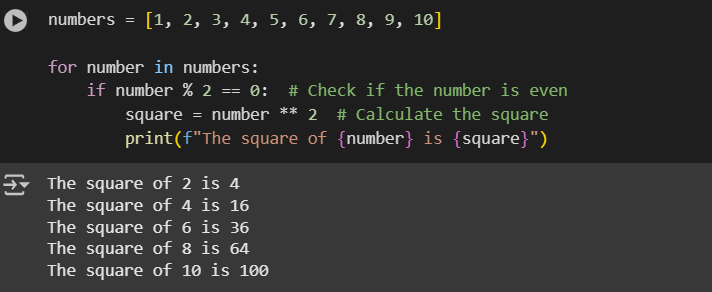 numbers = [1, 2, 3, 4, 5, 6, 7, 8, 9, 10]

for number in numbers:
    if number % 2 == 0:  # Check if the number is even
        square = number ** 2  # Calculate the square
        print(f"The square of {number} is {square}")
The square of 2 is 4
The square of 4 is 16
The square of 6 is 36
The square of 8 is 64
The square of 10 is 100